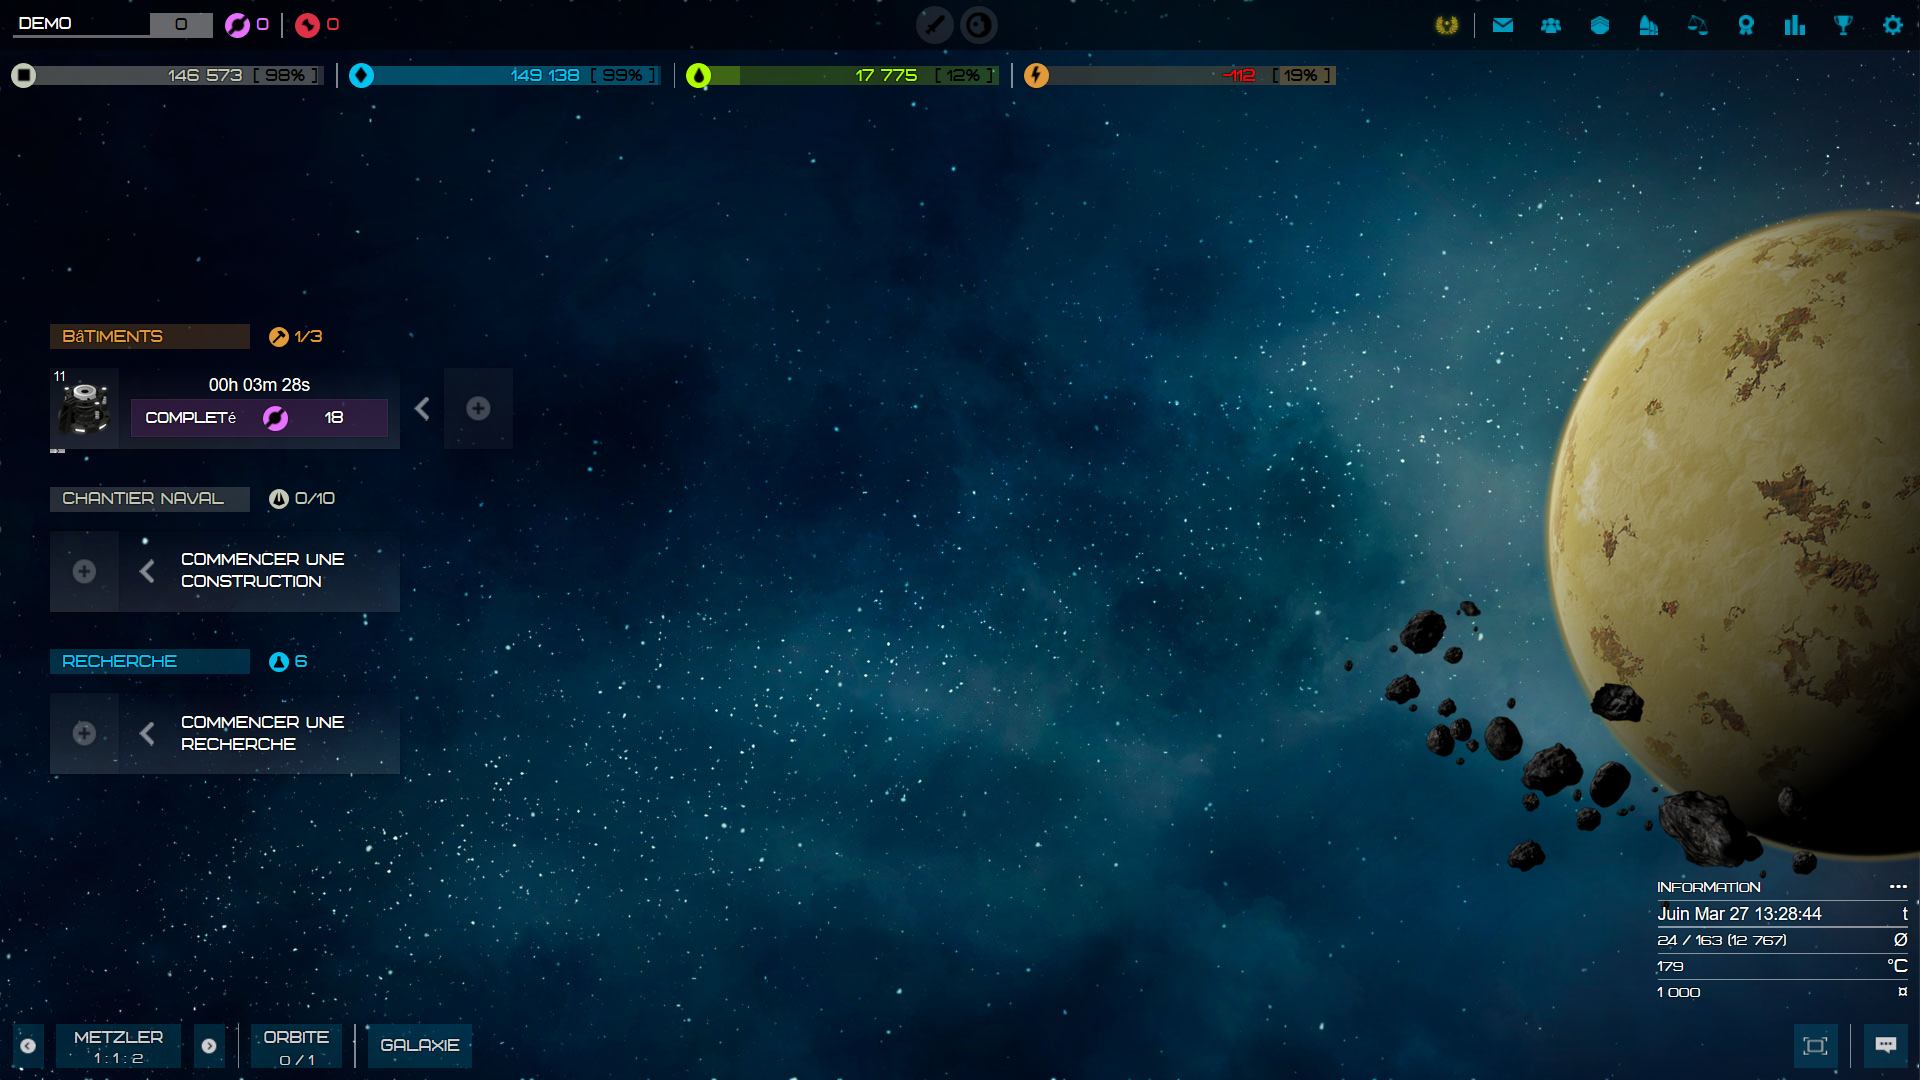 DEMO 0 0 0
146 573 [ 98% ] 149 138 [ 99% ] 17 775 [ 12% ] -112 [ 19% ]
BâTIMENTS 1/3
11
00h 03m 28s
COMPLETé 18
CHANTIER NAVAL 0/10
COMMENCER UNE
CONSTRUCTION
RECHERCHE 6
COMMENCER UNE
RECHERCHE
INFORMATION
Juin Mar 27 13:28:44 t
24 / 163 (12 767) Ø
179 °C
1 000 ¤
METZLER
1:1:2
ORBITE
0/1
GALAXIE